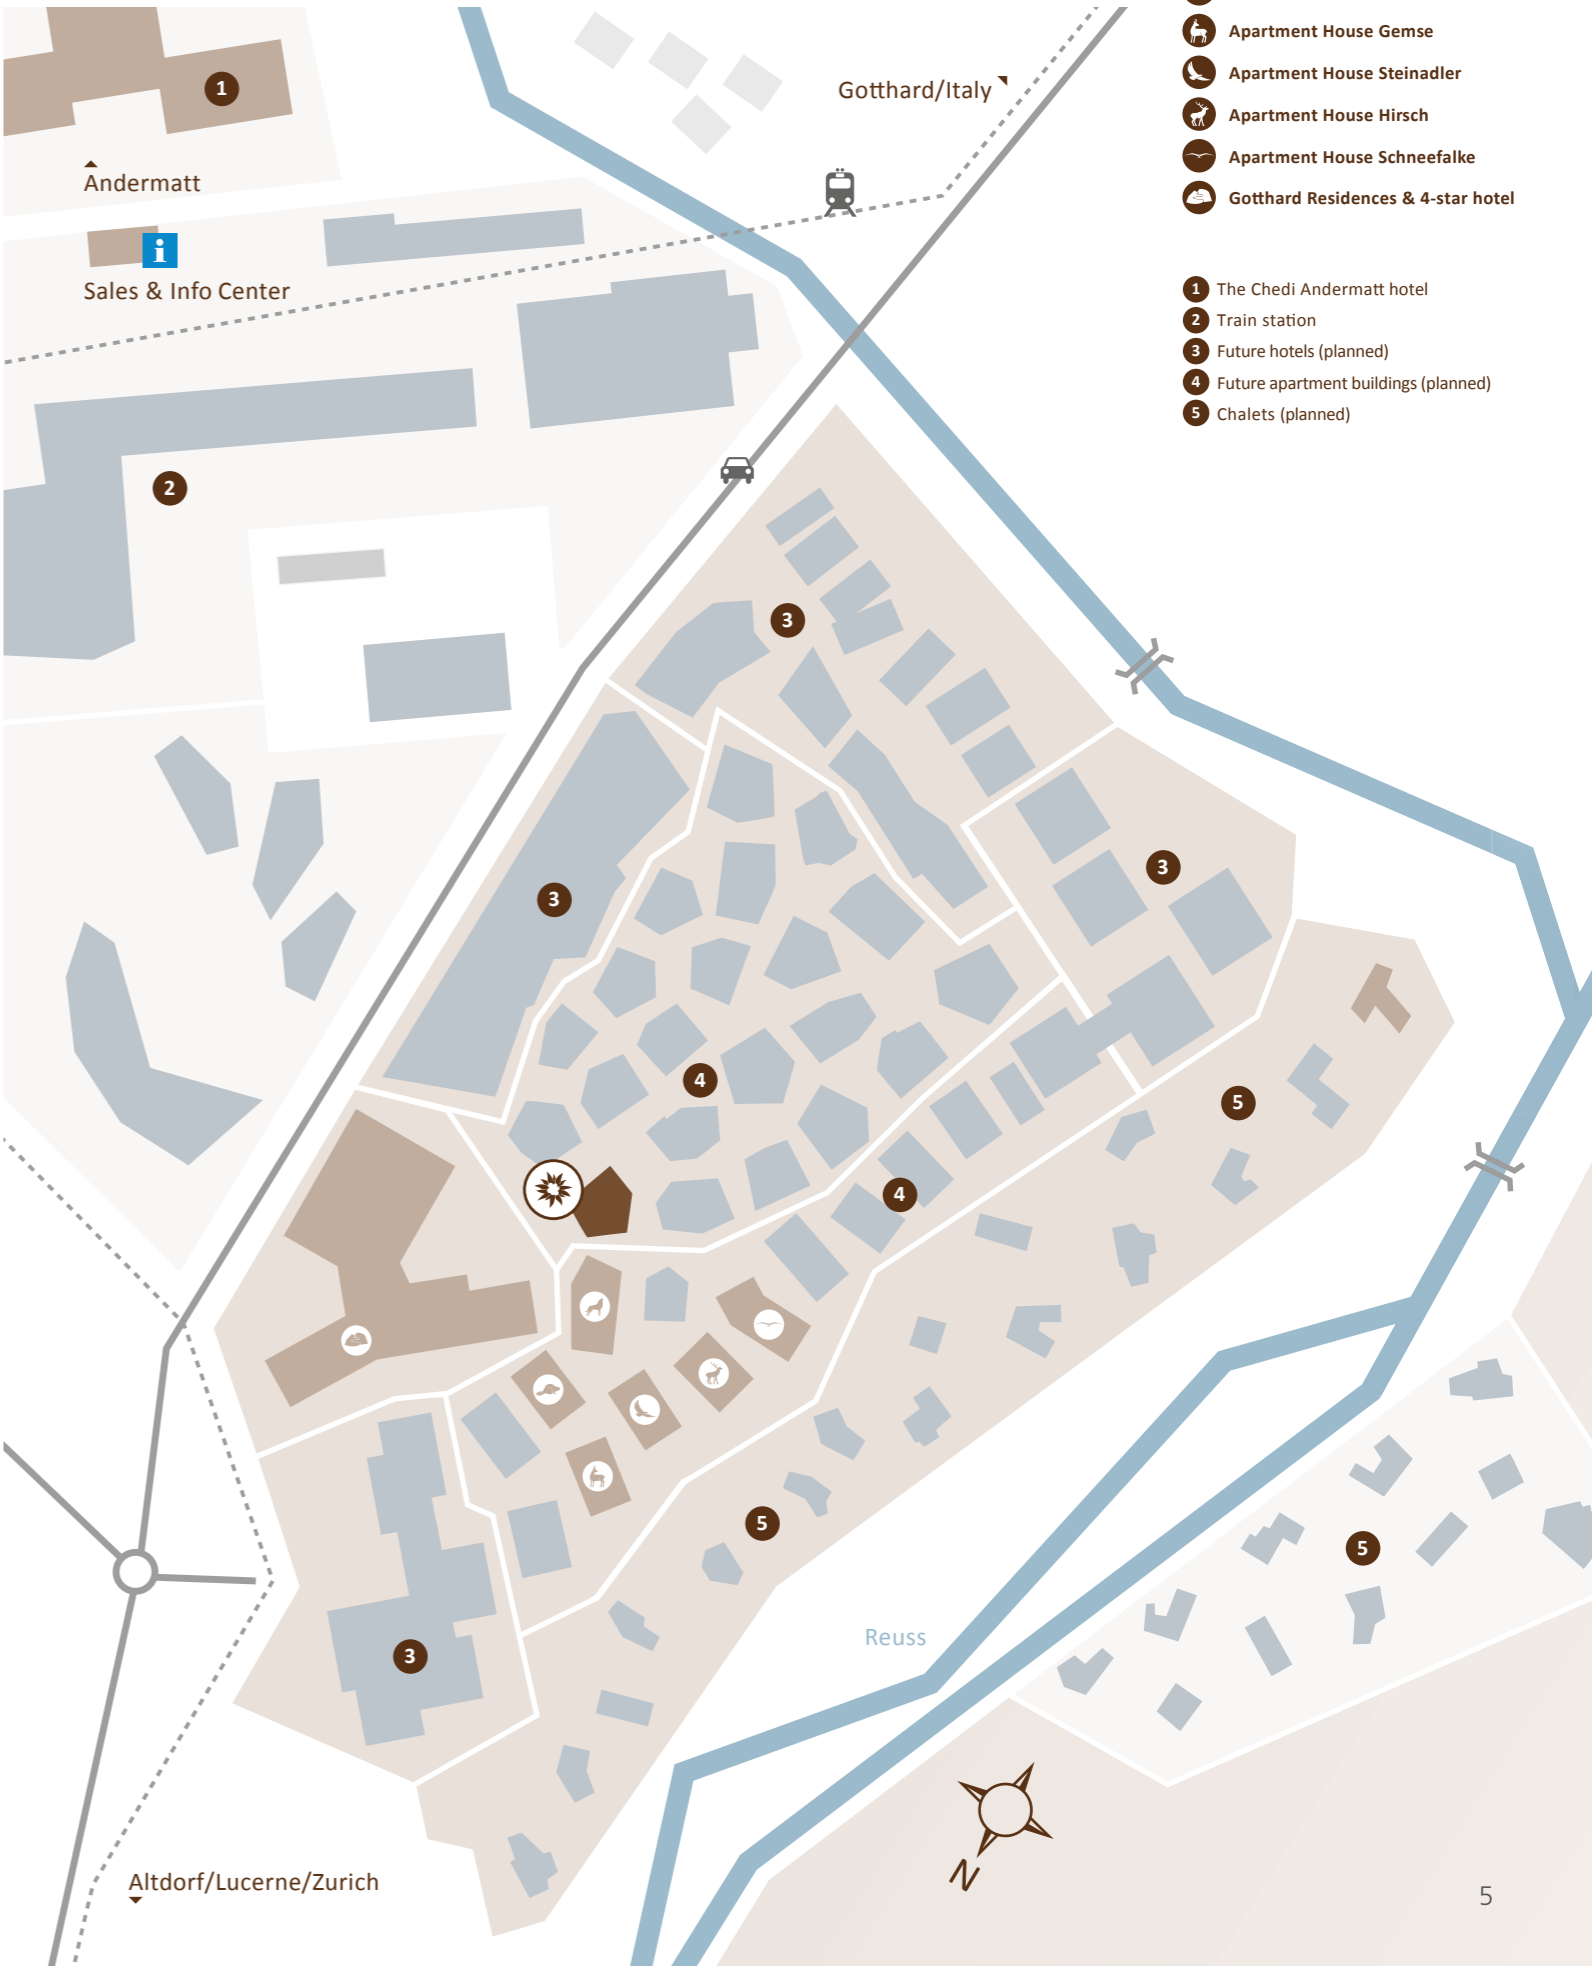 Apartment House Gemse
Gotthard/Italy
Apartment House Steinadler
1
Apartment House Hirsch
Apartment House Schneefalke
Andermatt
Gotthard Residences & 4-star hotel
i
Sales & Info Center
1 The Chedi Andermatt hotel
2 Train station
3 Future hotels (planned)
4 Future apartment buildings (planned)
5 Chalets (planned)
2
3
3
3
4
5
4
5
5
3
Reuss
N
Altdorf/Lucerne/Zurich
5